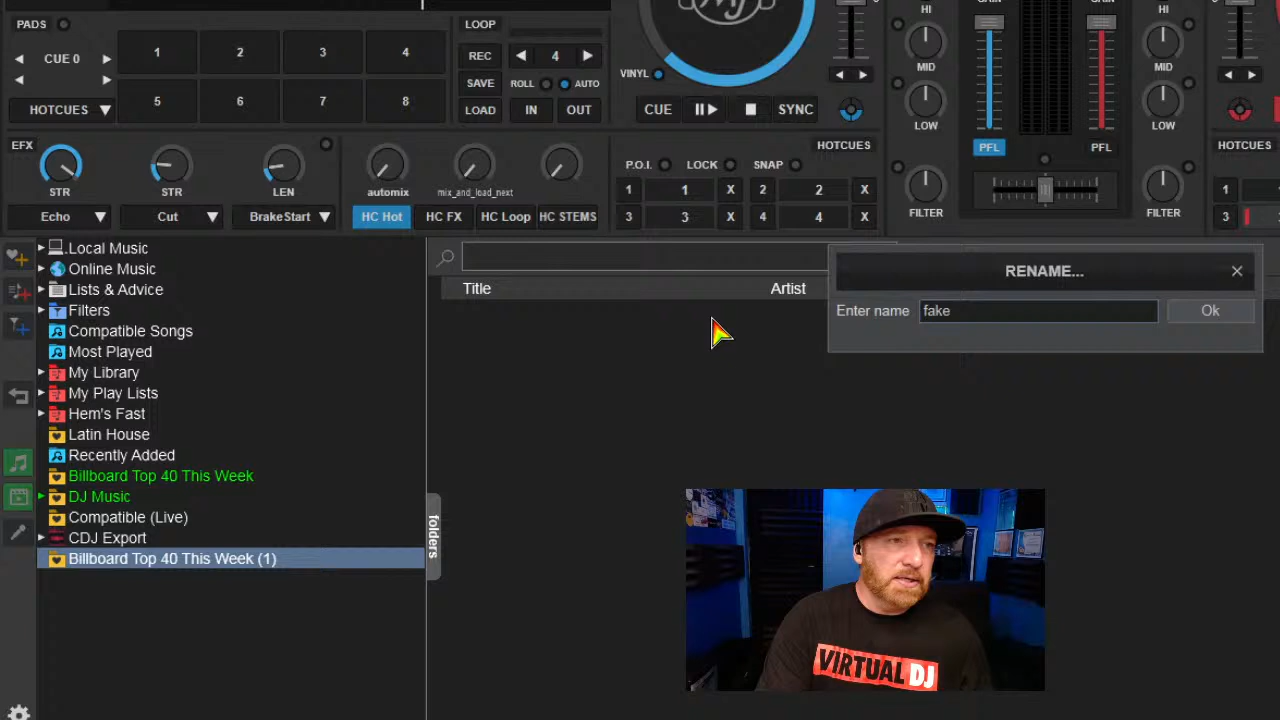 PADS
LOOP
HI
GAIN
GAIN
HI
CUE 0
1
2
3
4
REC
4
SAVE
ROLL
AUTO
VINYL
MID
MID
HOTCUES
5
6
7
8
LOAD
IN
OUT
CUE
SYNC
LOW
LOW
EFX
HOTCUES
PFL
PFL
HOTCUES
STR
STR
LEN
automix
mix_and_load_next
P.O.I.
LOCK
SNAP
1
1
X
2
2
X
1
Echo
Cut
BrakeStart
HC Hot
HC FX
HC Loop
HC STEMS
3
3
X
4
4
X
FILTER
FILTER
3
Local Music
Online Music
Lists & Advice
Filters
Compatible Songs
Most Played
My Library
My Play Lists
Hem's Fast
Latin House
Recently Added
Billboard Top 40 This Week
DJ Music
Compatible (Live)
CDJ Export
Billboard Top 40 This Week (1)
folders
Title
Artist
RENAME...
Enter name
fake
Ok
VIRTUAL DJ